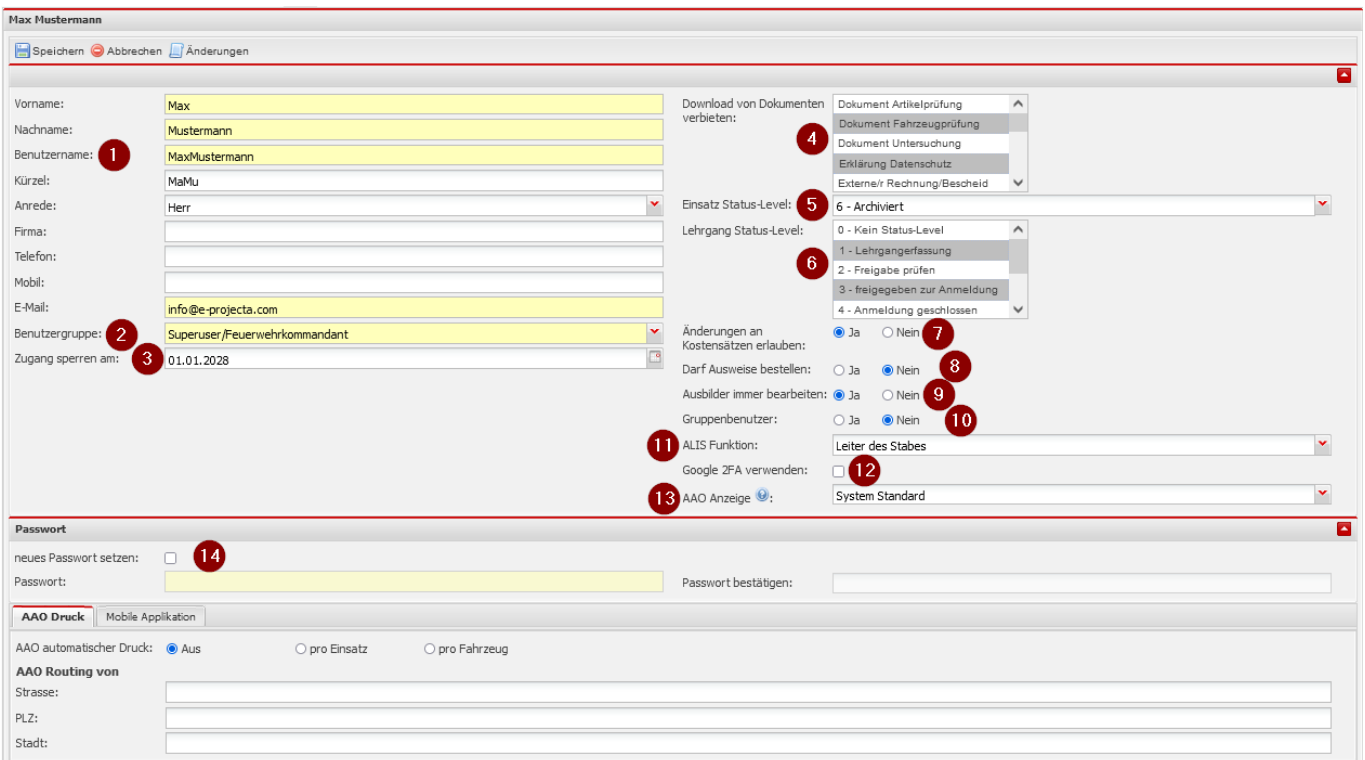 Max Mustermann
Speichern Abbrechen Änderungen
Vorname: Max
Nachname: Mustermann
Benutzername: 1 MaxMustermann
Kürzel: MaMu
Anrede: Herr
Firma:
Telefon:
Mobil:
E-Mail: info@e-projecta.com
Benutzergruppe: 2 Superuser/Feuerwehrkommandant
Zugang sperren am: 3 01.01.2028
Download von Dokumenten
verbieten:
4
Dokument Artikelprüfung
Dokument Fahrzeugprüfung
Dokument Untersuchung
Erklärung Datenschutz
Externe/r Rechnung/Bescheid
Einsatz Status-Level: 5 6 - Archiviert
Lehrgang Status-Level:
6
0 - Kein Status-Level
1 - Lehrgangerfassung
2 - Freigabe prüfen
3 - freigegeben zur Anmeldung
4 - Anmeldung geschlossen
Änderungen an
Kostensätzen erlauben:
Ja Nein 7
Darf Ausweise bestellen: Ja Nein 8
Ausbilder immer bearbeiten: Ja Nein 9
Gruppenbenutzer: Ja Nein 10
11 ALIS Funktion: Leiter des Stabes
Google 2FA verwenden: 12
13 AAO Anzeige ?: System Standard
Passwort
neues Passwort setzen: 14
Passwort: Passwort bestätigen:
AAO Druck Mobile Applikation
AAO automatischer Druck: Aus pro Einsatz pro Fahrzeug
AAO Routing von
Strasse:
PLZ:
Stadt: